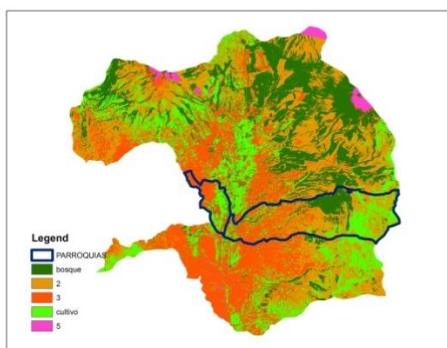 Legend
PARROQUIAS
bosque
2
3
cultivo
5